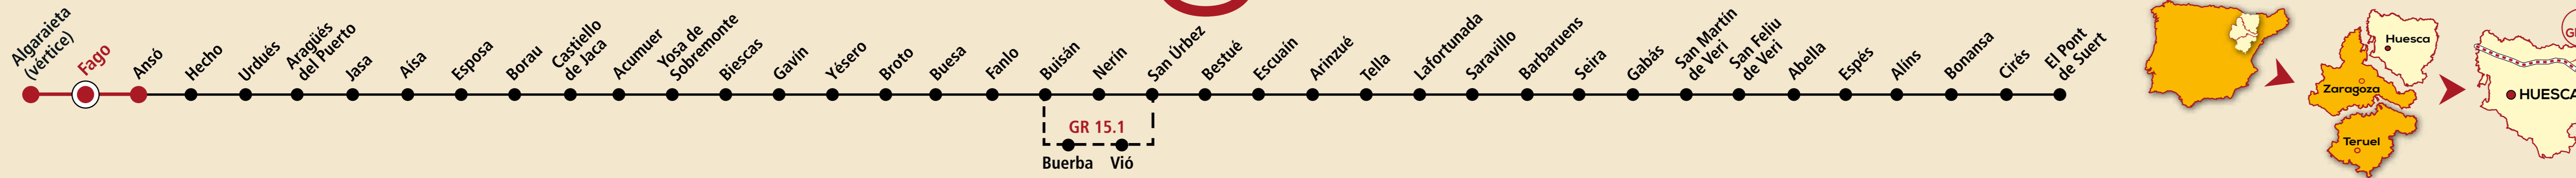 Algaraieta
(vértice)
Fago
Ansó
Hecho
Urdués
Aragüés
del Puerto
Jasa
Aísa
Esposa
Borau
Castiello
de Jaca
Acumuer
Yosa de
Sobremonte
Biescas
Gavín
Yésero
Broto
Buesa
Fanlo
Buisán
Nerín
San Úrbez
Bestué
Escuaín
Arinzué
Tella
Lafortunada
Saravillo
Barbaruens
Seira
Gabás
San Martín
de Veri
San Feliu
de Veri
Abella
Espés
Alíns
Bonansa
Cirés
El Pont
de Suert
GR 15.1
Buerba
Vió
Huesca
Zaragoza
Teruel
HUESCA